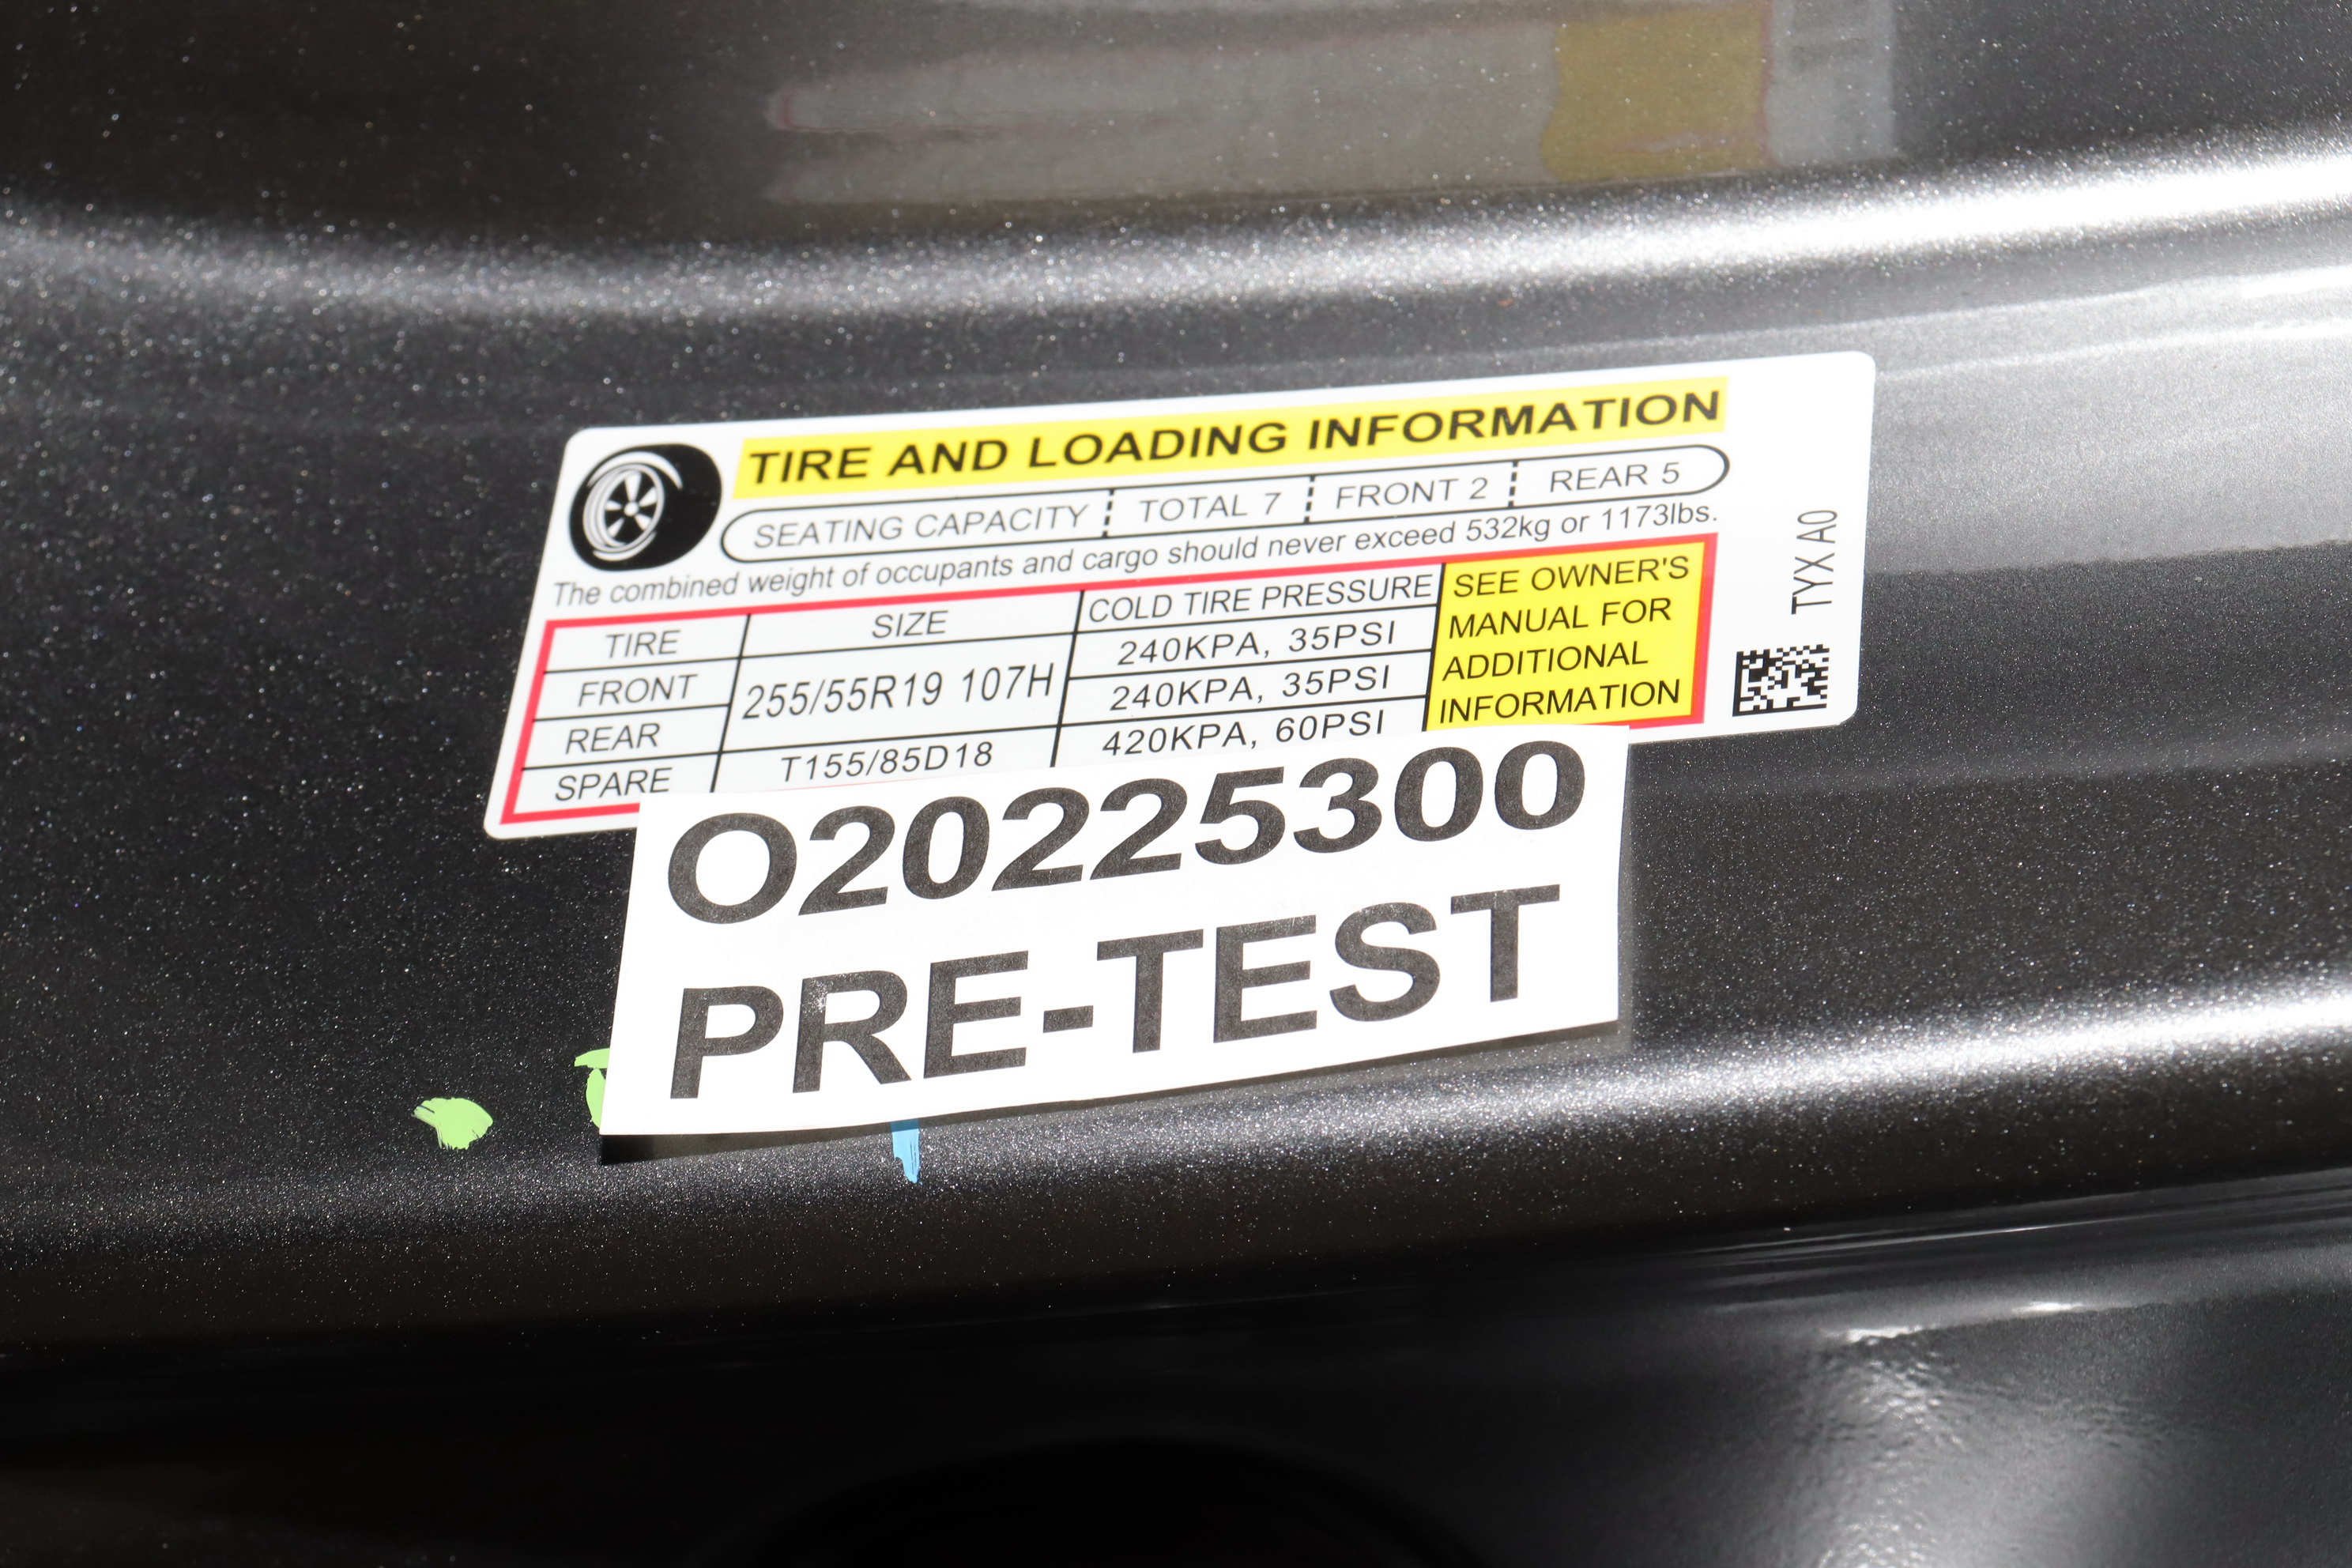 TIRE AND LOADING INFORMATION
SEATING CAPACITY TOTAL 7 FRONT 2 REAR 5
The combined weight of occupants and cargo should never exceed 532kg or 1173lbs.
TIRE SIZE COLD TIRE PRESSURE
FRONT 255/55R19 107H 240KPA, 35PSI
REAR 240KPA, 35PSI
SPARE T155/85D18 420KPA, 60PSI
SEE OWNER'S
MANUAL FOR
ADDITIONAL
INFORMATION
TYX A0
O20225300
PRE-TEST